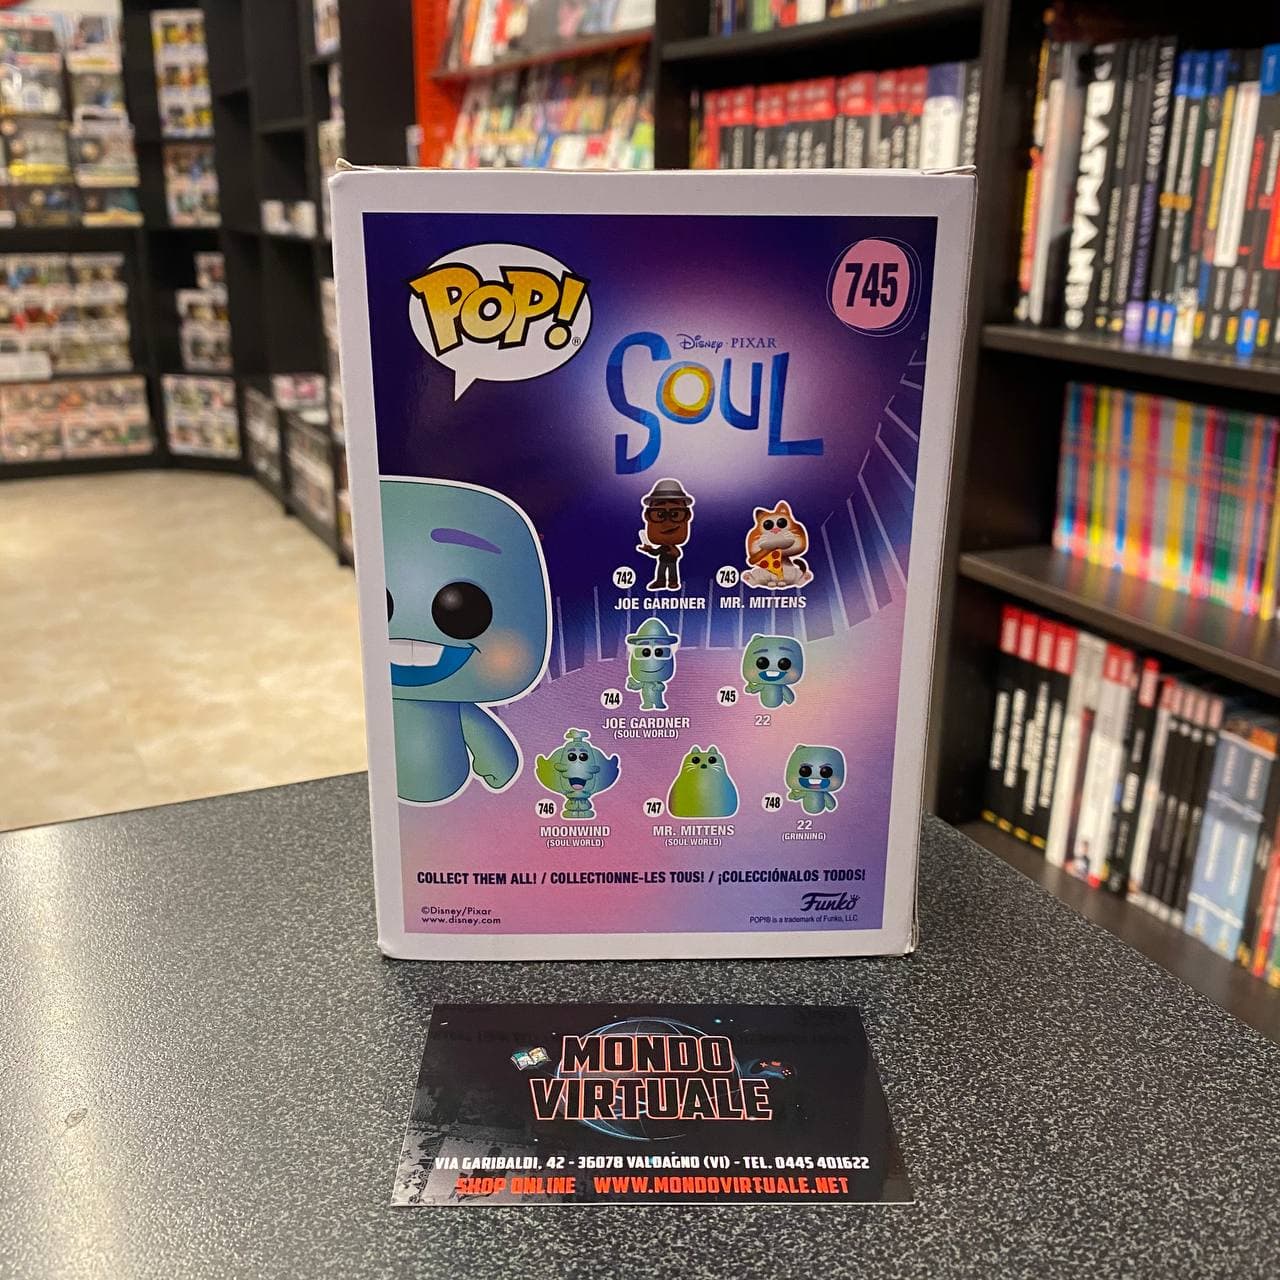 POP!®
745
Disney · PIXAR
SOUL
742
JOE GARDNER
743
MR. MITTENS
744
JOE GARDNER
(SOUL WORLD)
745
22
746
MOONWIND
(SOUL WORLD)
747
MR. MITTENS
(SOUL WORLD)
748
22
(GRINNING)
COLLECT THEM ALL! / COLLECTIONNE-LES TOUS! / ¡COLECCIÓNALOS TODOS!
©Disney/Pixar
www.disney.com
Funko
POP!® is a trademark of Funko, LLC
BATMAN
MONDO
VIRTUALE
VIA GARIBALDI, 42 - 36078 VALDAGNO (VI) - TEL. 0445 401622
SHOP ONLINE WWW.MONDOVIRTUALE.NET